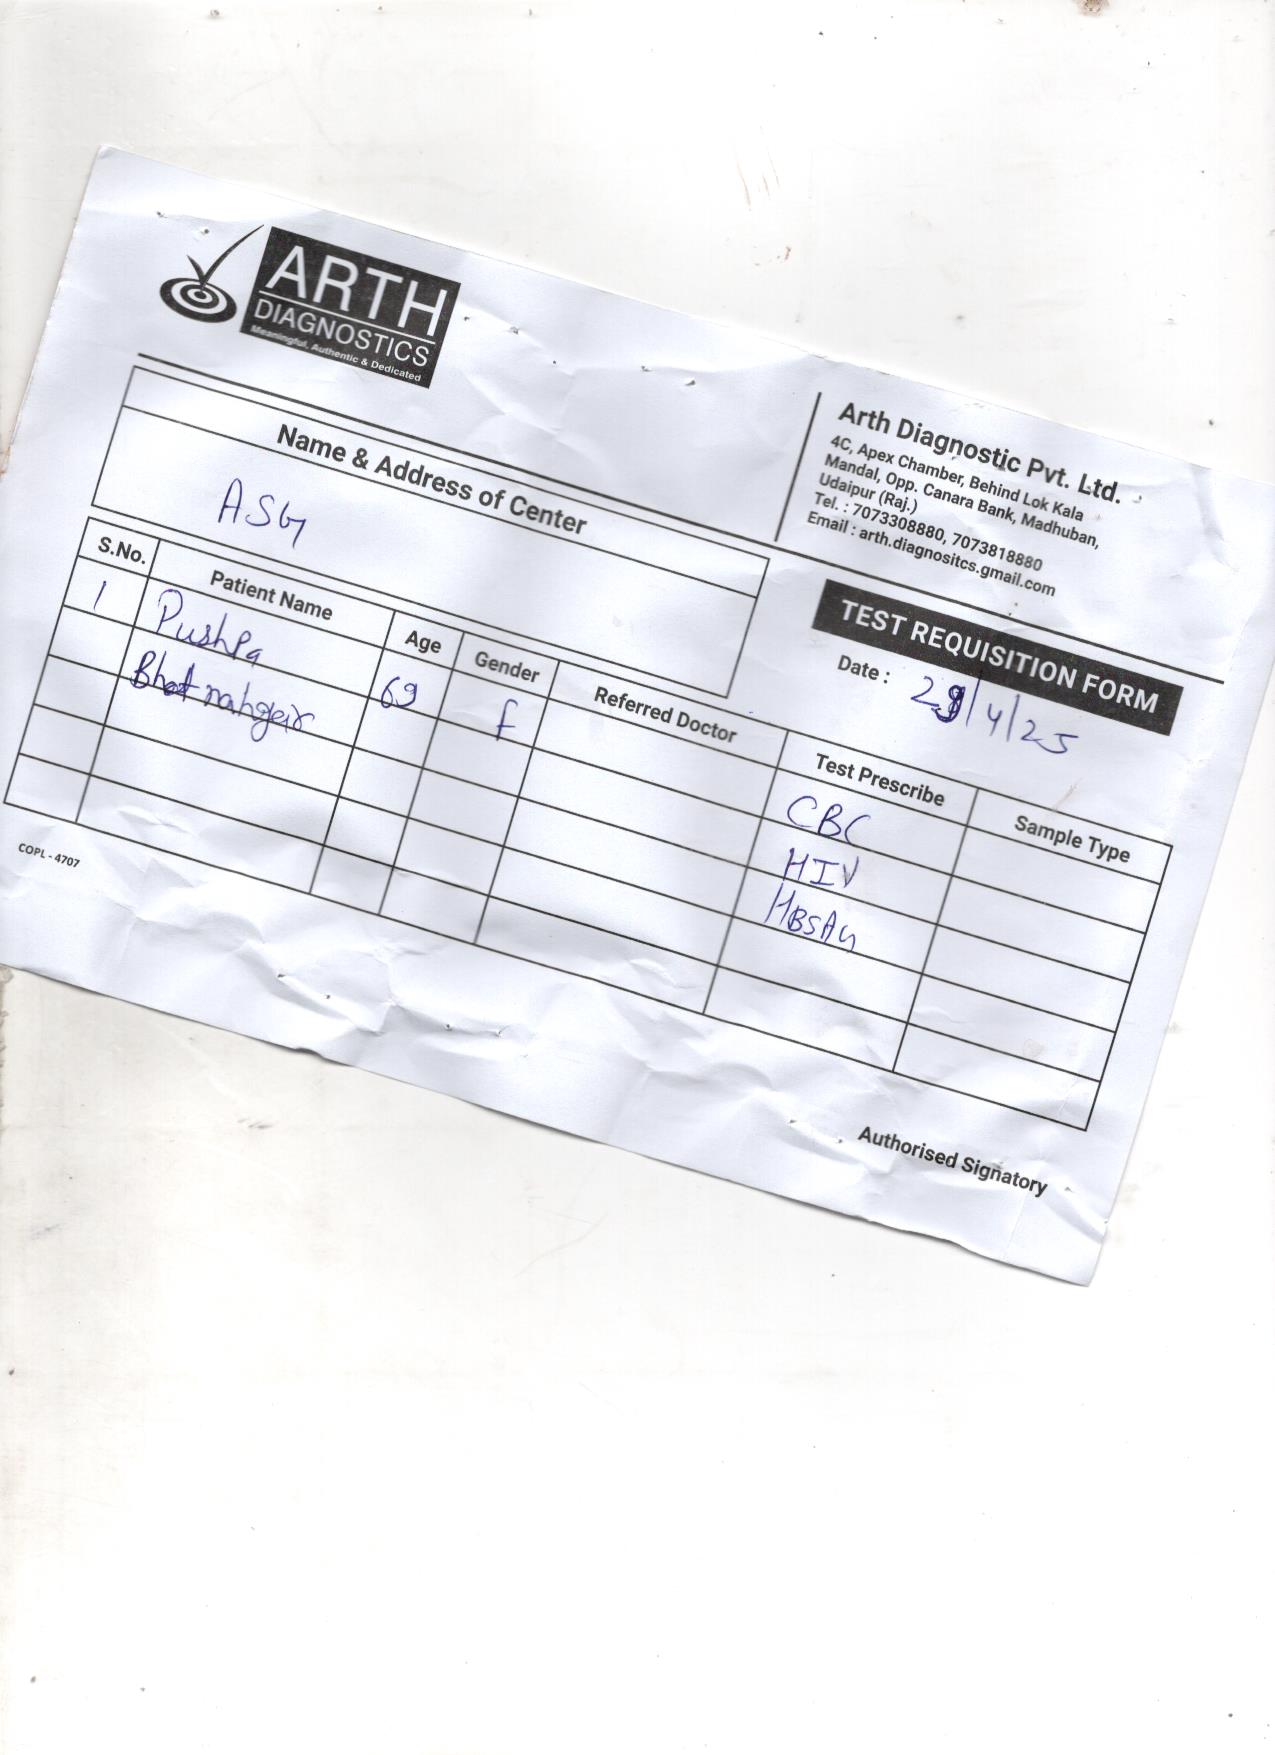 ARTH
DIAGNOSTICS
Meaningful, Authentic & Dedicated
Arth Diagnostic Pvt. Ltd.
4C, Apex Chamber, Behind Lok Kala
Mandal, Opp. Canara Bank, Madhuban,
Udaipur (Raj.)
Tel. : 7073308880, 7073818880
Email : arth.diagnositcs.gmail.com
Name & Address of Center
ASG
TEST REQUISITION FORM
Date : 29/4/25
S.No. Patient Name Age Gender Referred Doctor Test Prescribe Sample Type
1 Pushpa 69 F CBC
HIV
HBSAG
COPL - 4707
Authorised Signatory